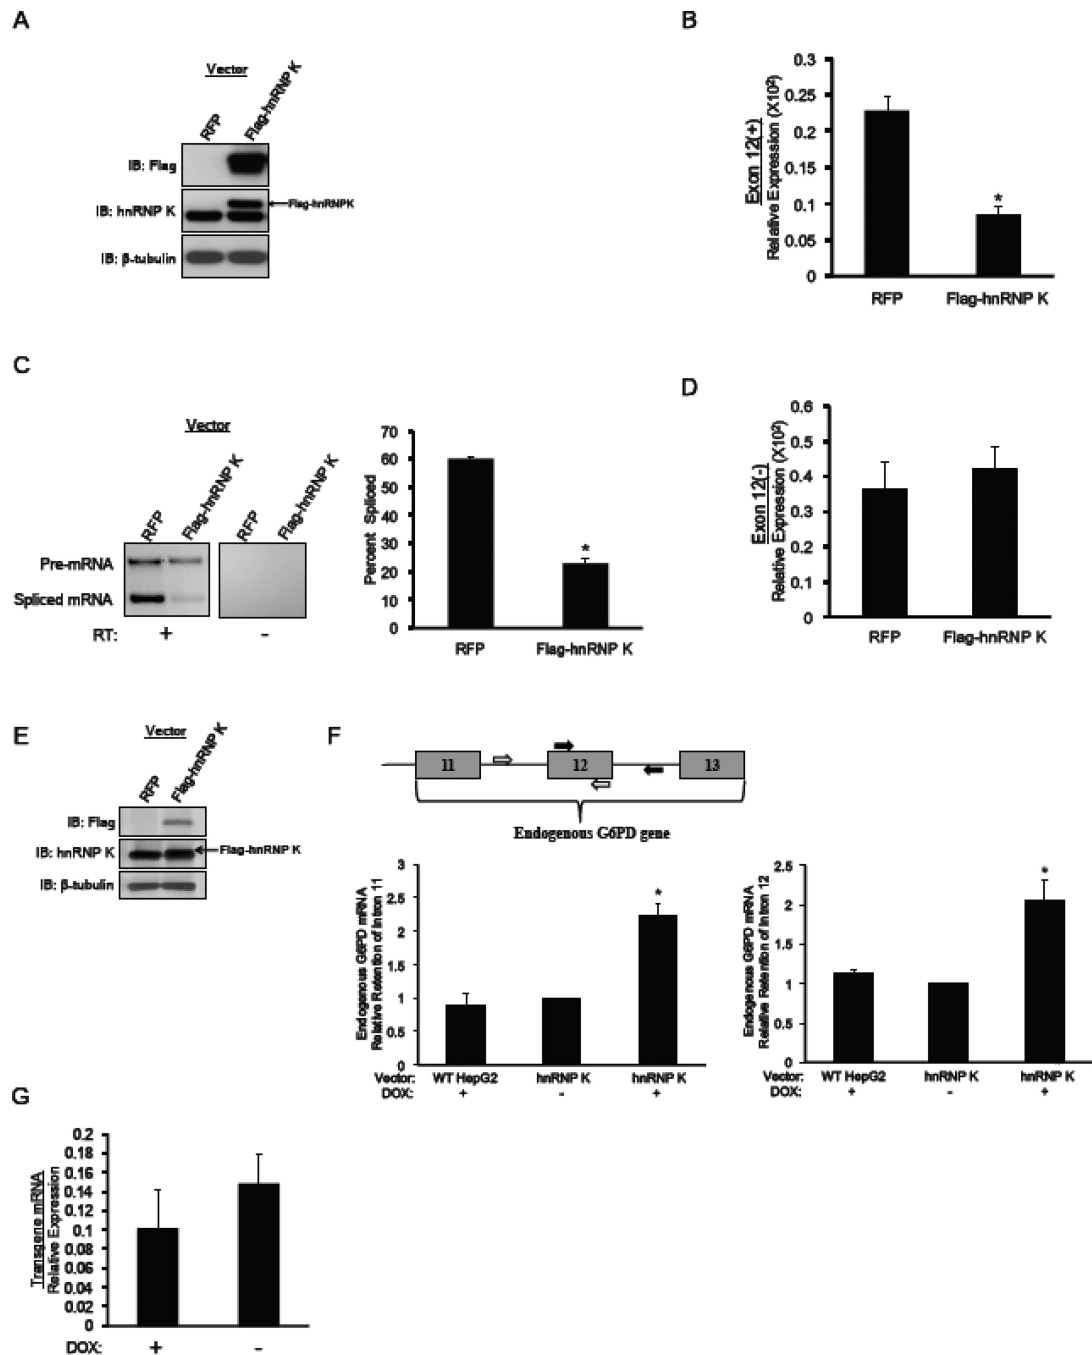 A
Vector
RFP
Flag-hnRNP K
IB: Flag
IB: hnRNP K
Flag-hnRNPK
IB: β-tubulin
B
Exon 12(+)
Relative Expression (X10²)
0.3
0.25
0.2
0.15
0.1
0.05
0
*
RFP
Flag-hnRNP K
C
Vector
RFP
Flag-hnRNP K
RFP
Flag-hnRNP K
Pre-mRNA
Spliced mRNA
RT:
+
-
Percent Spliced
70
60
50
40
30
20
10
0
*
RFP
Flag-hnRNP K
D
Exon 12(-)
Relative Expression (X10²)
0.6
0.5
0.4
0.3
0.2
0.1
0
RFP
Flag-hnRNP K
E
Vector
RFP
Flag-hnRNP K
IB: Flag
IB: hnRNP K
Flag-hnRNP K
IB: β-tubulin
F
11
12
13
Endogenous G6PD gene
Endogenous G6PD mRNA
Relative Retention of Intron 11
3
2.5
2
1.5
1
0.5
0
*
Vector:
WT HepG2
hnRNP K
hnRNP K
DOX:
+
-
+
Endogenous G6PD mRNA
Relative Retention of Intron 12
2.5
2
1.5
1
0.5
0
*
Vector:
WT HepG2
hnRNP K
hnRNP K
DOX:
+
-
+
G
Transgene mRNA
Relative Expression
0.2
0.18
0.16
0.14
0.12
0.1
0.08
0.06
0.04
0.02
0
DOX:
+
-